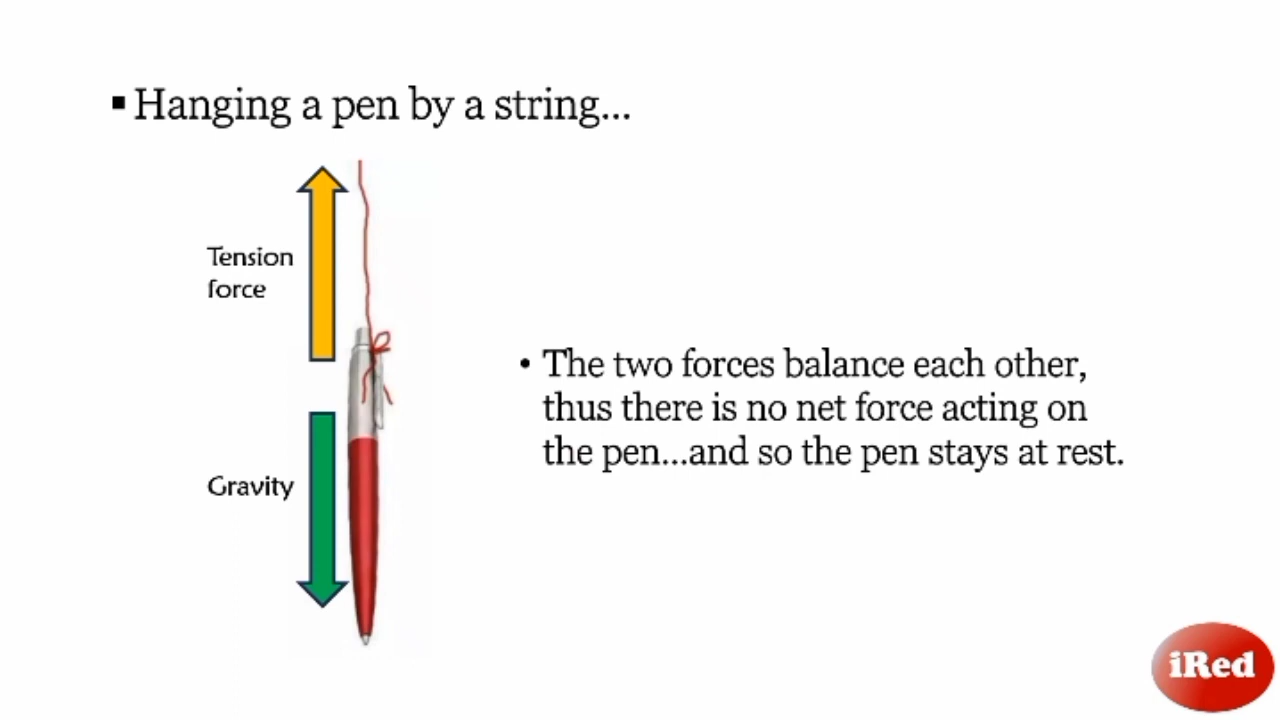 Hanging a pen by a string...
Tension
force
Gravity
The two forces balance each other,
thus there is no net force acting on
the pen...and so the pen stays at rest.
iRed